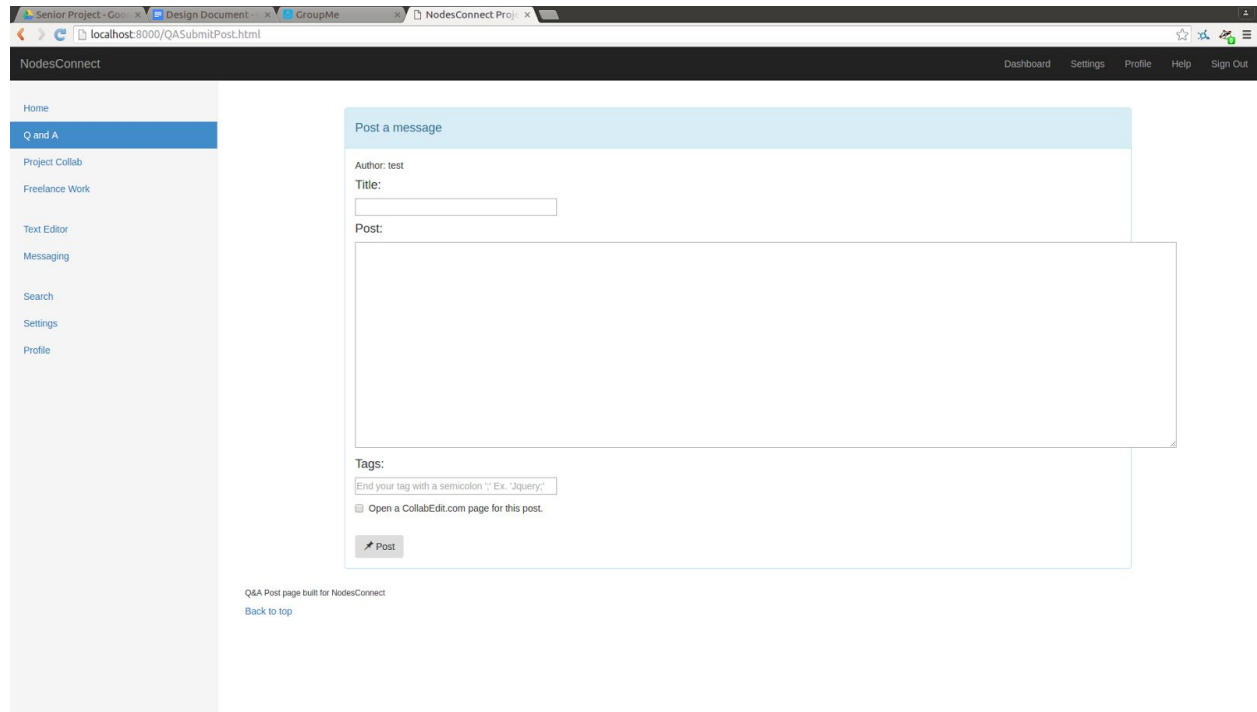 Senior Project - Goo
Design Document -
GroupMe
NodesConnect Proje
localhost:8000/QASubmitPost.html
NodesConnect
Dashboard Settings Profile Help Sign Out
Home
Q and A
Project Collab
Freelance Work
Text Editor
Messaging
Search
Settings
Profile
Post a message
Author: test
Title:
Post:
Tags:
End your tag with a semicolon ';' Ex. 'Jquery;'
Open a CollabEdit.com page for this post.
Post
Q&A Post page built for NodesConnect
Back to top